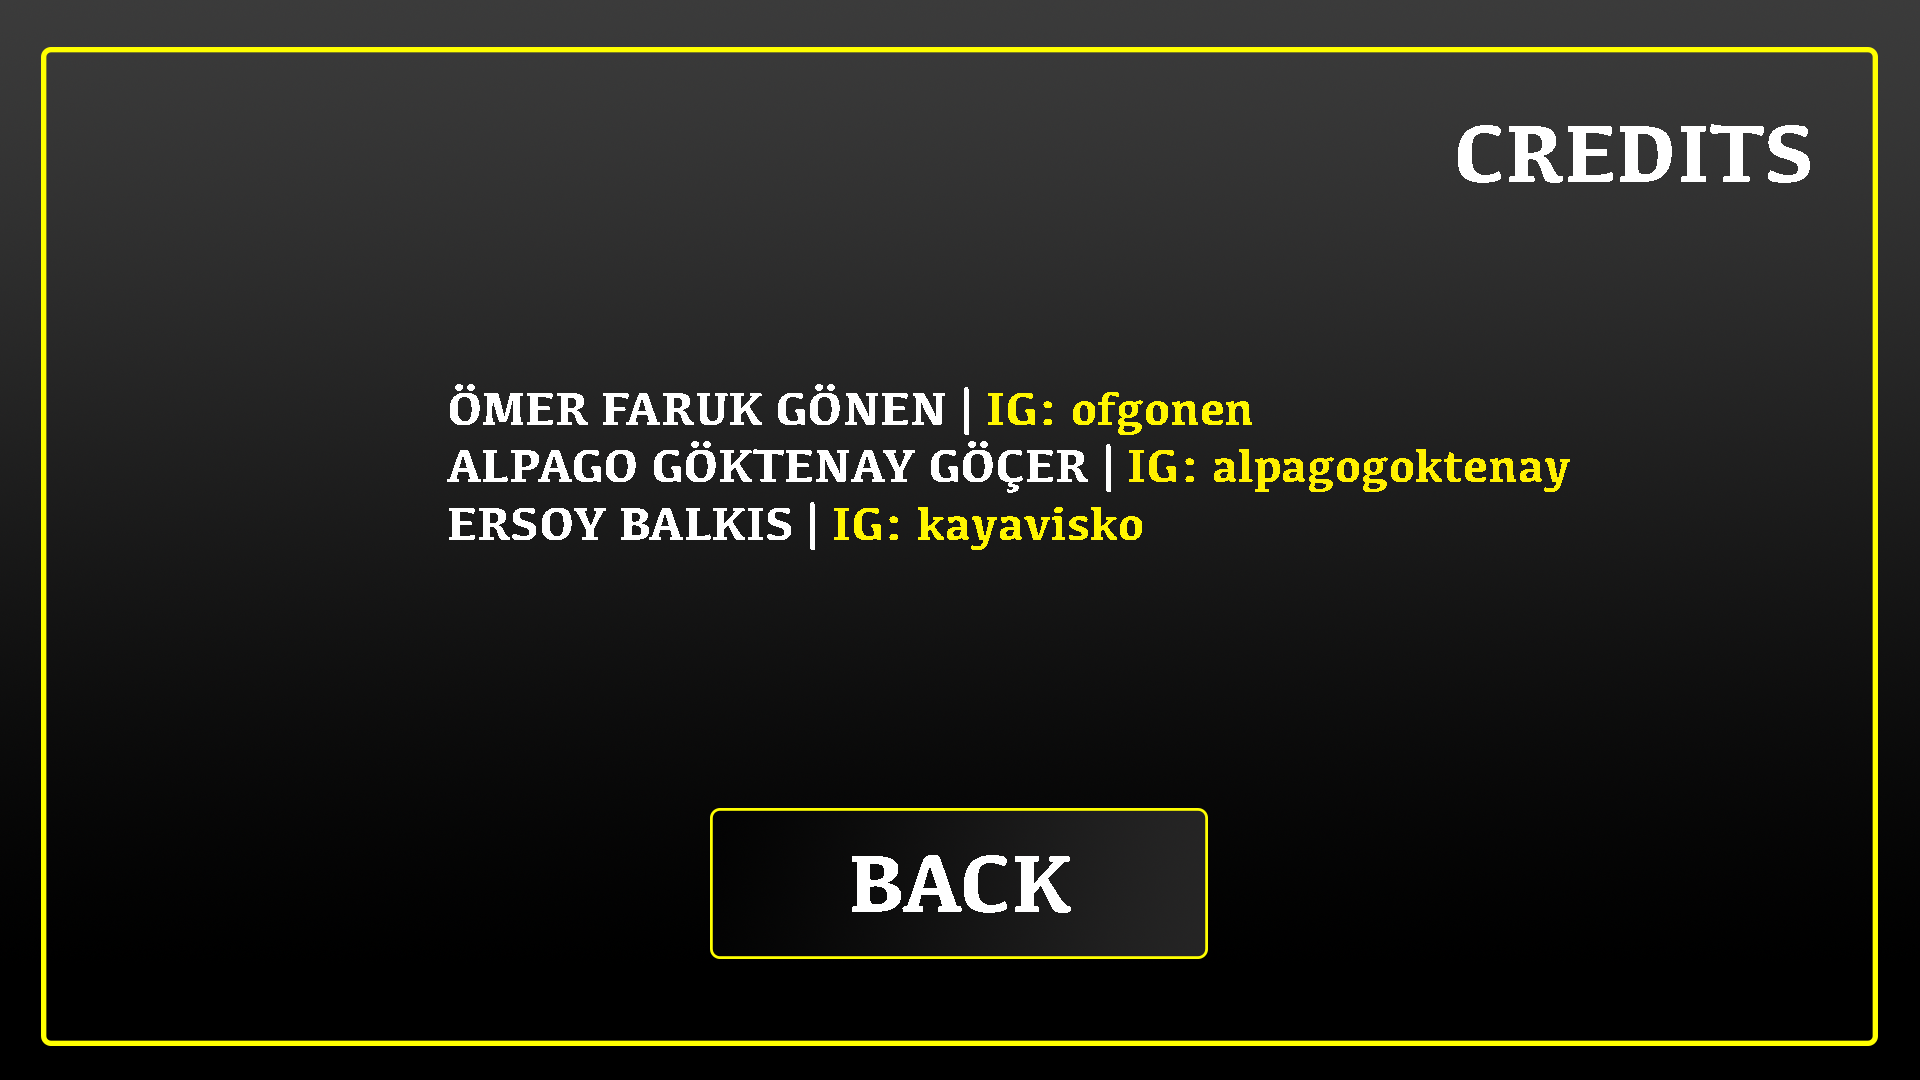 CREDITS
ÖMER FARUK GÖNEN | IG: ofgonen
ALPAGO GÖKTENAY GÖÇER | IG: alpagogoktenay
ERSOY BALKIS | IG: kayavisko
BACK